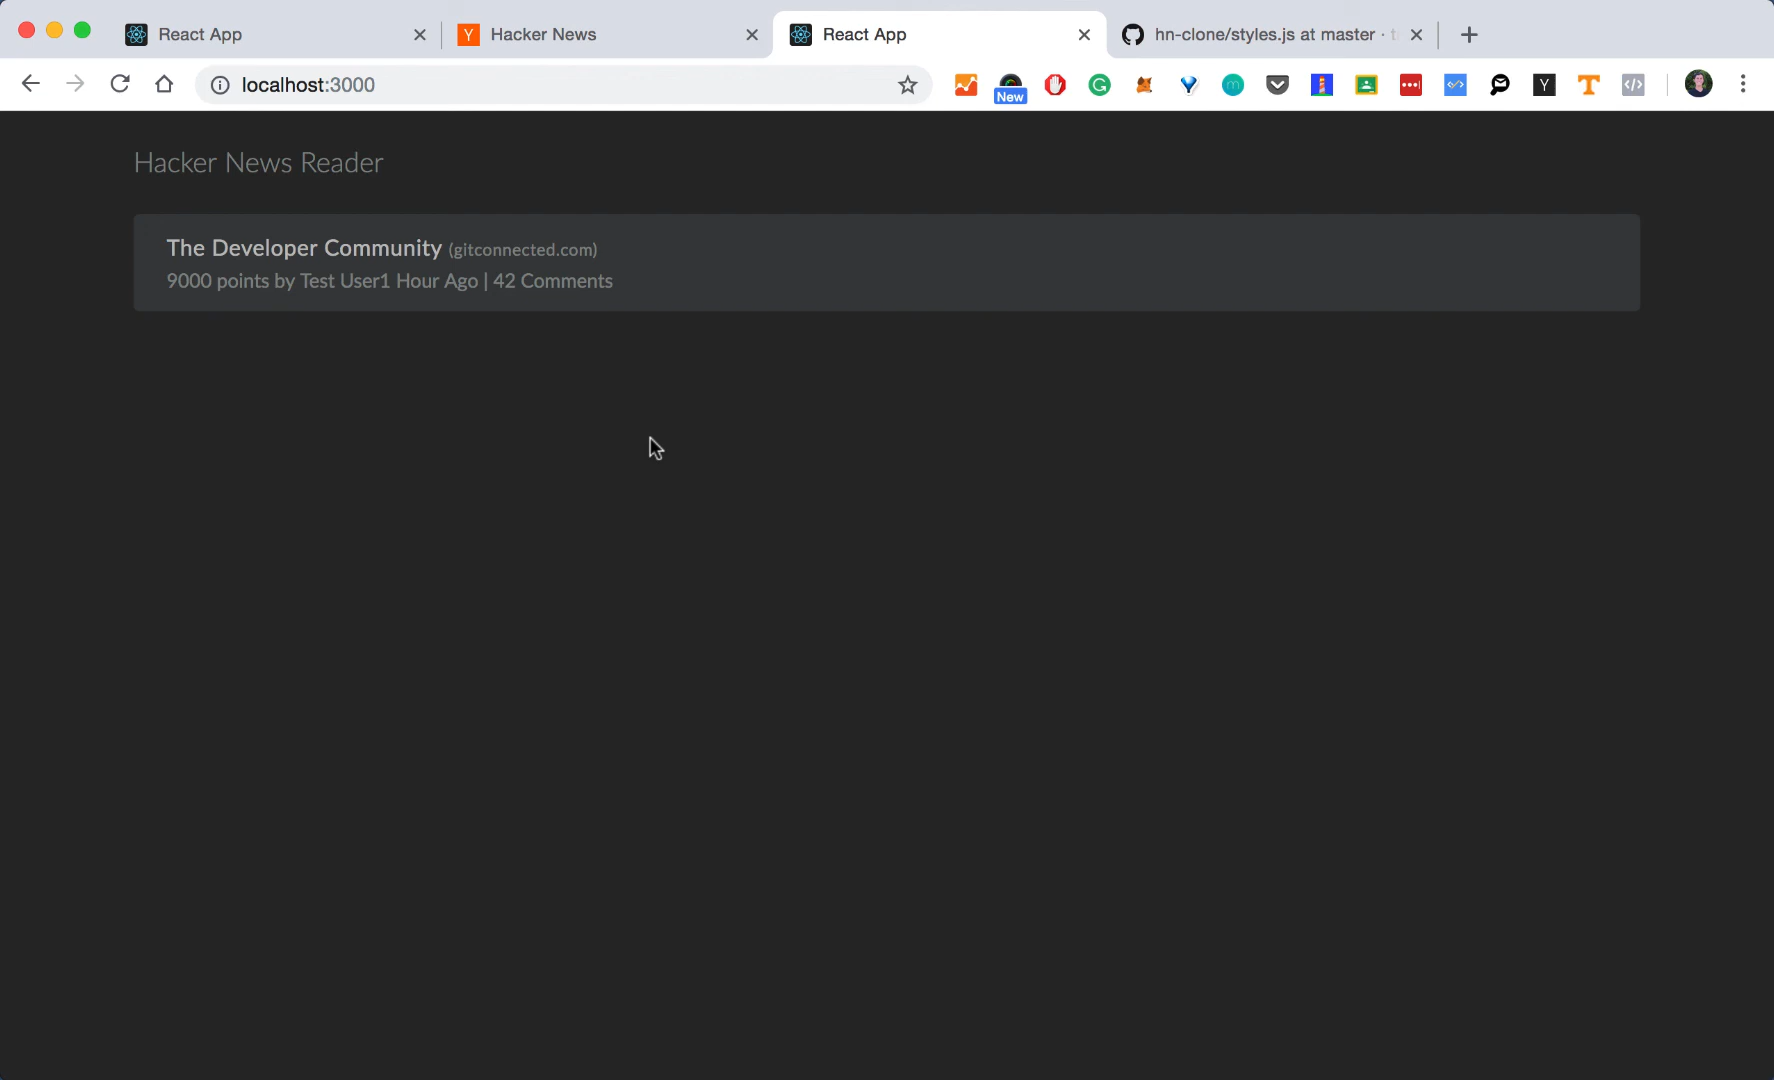 React App
Hacker News
React App
hn-clone/styles.js at master ·
localhost:3000
New
Hacker News Reader
The Developer Community (gitconnected.com)
9000 points by Test User1 Hour Ago | 42 Comments